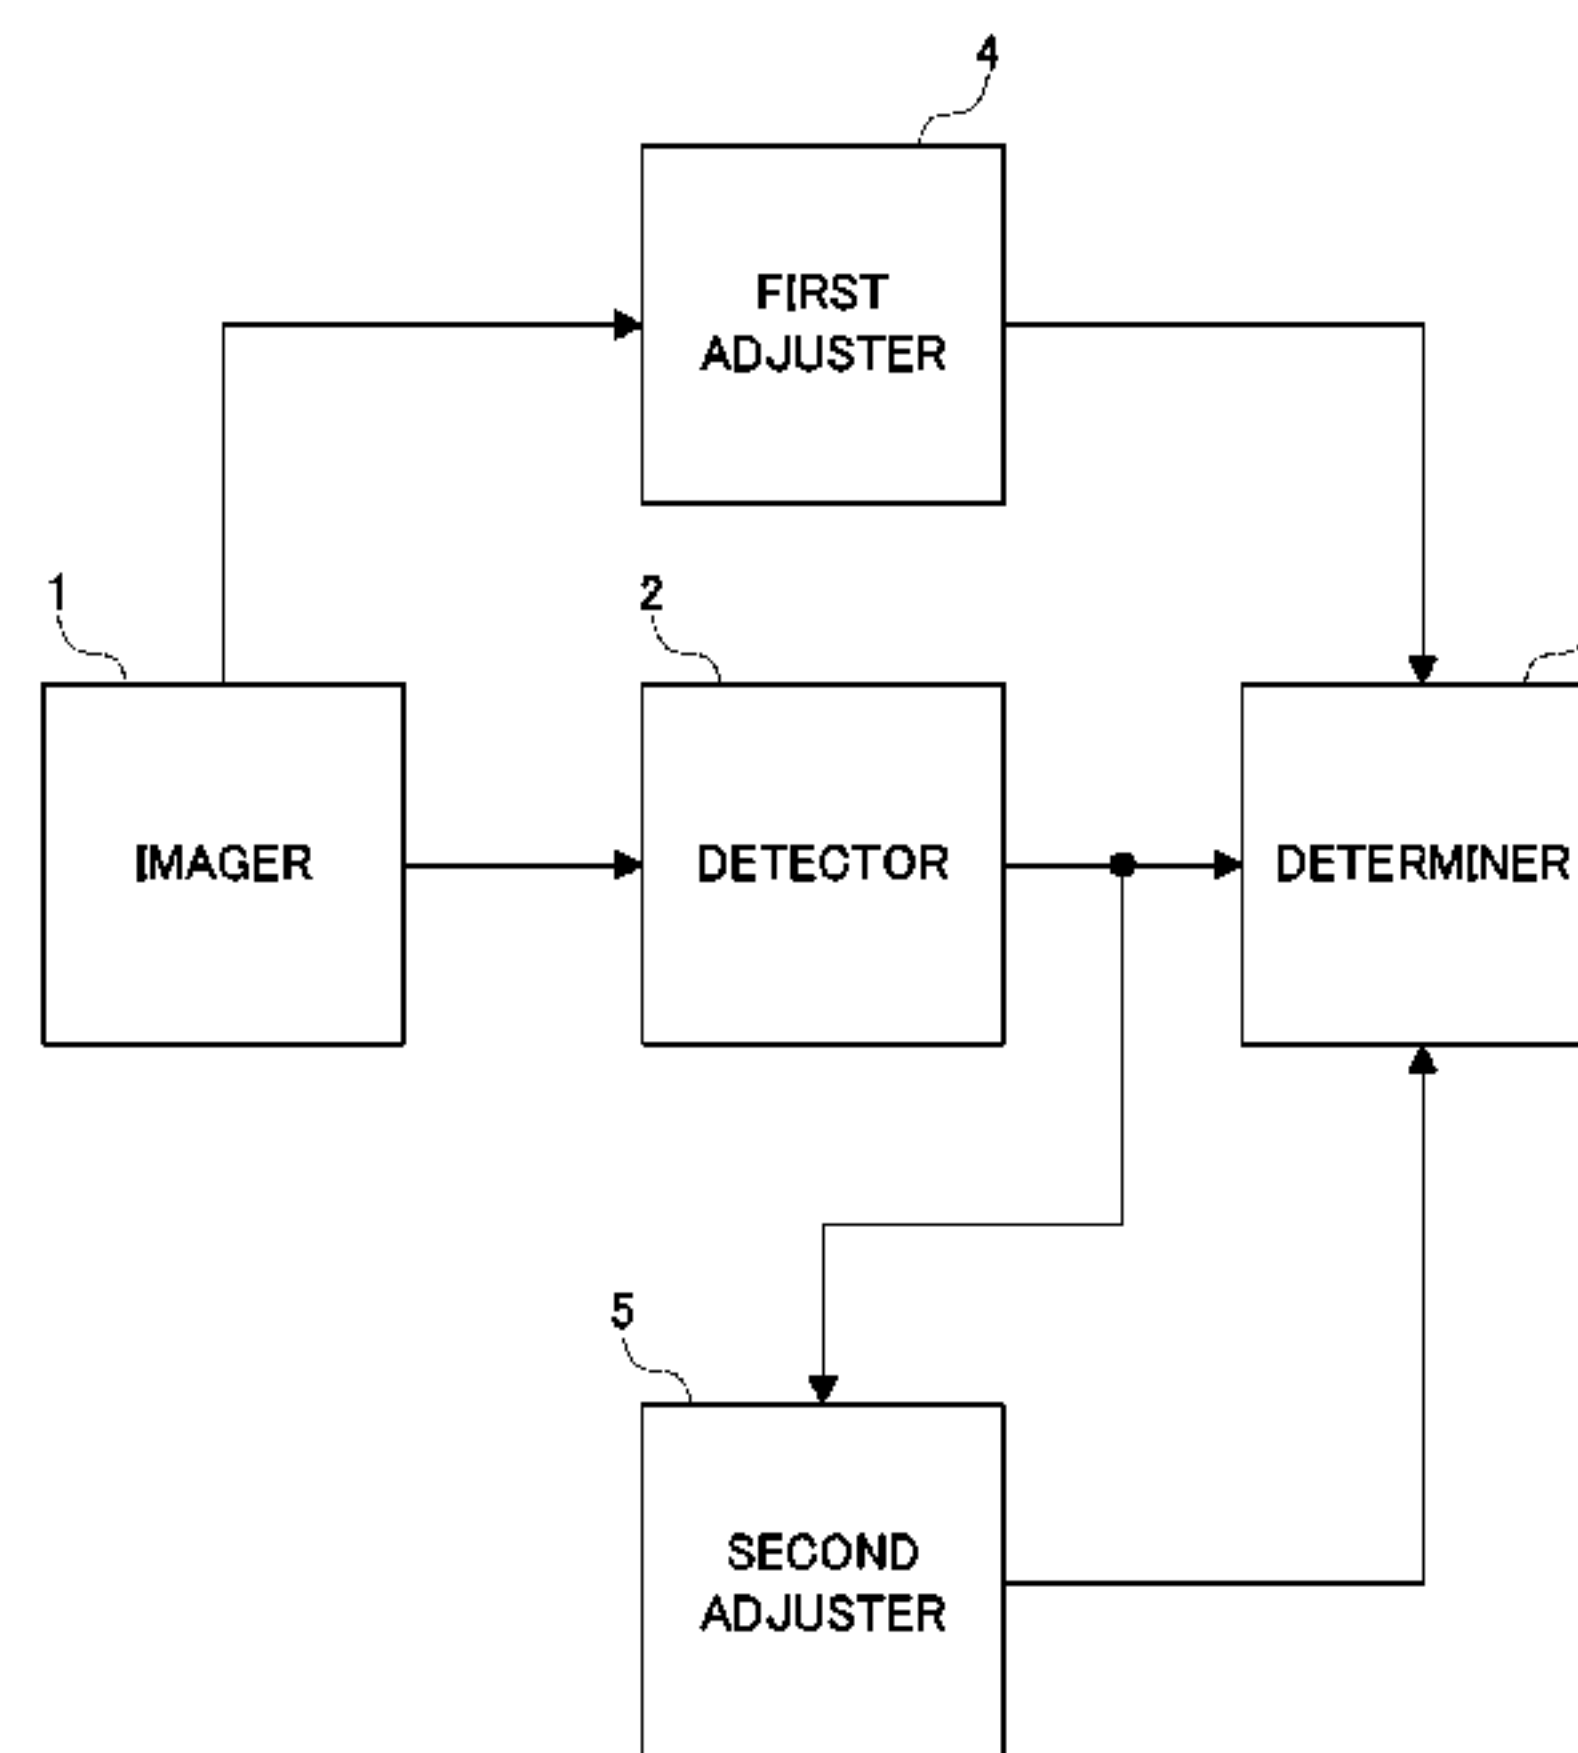 4
FIRST
ADJUSTER
1
2
IMAGER
DETECTOR
DETERMINER
5
SECOND
ADJUSTER